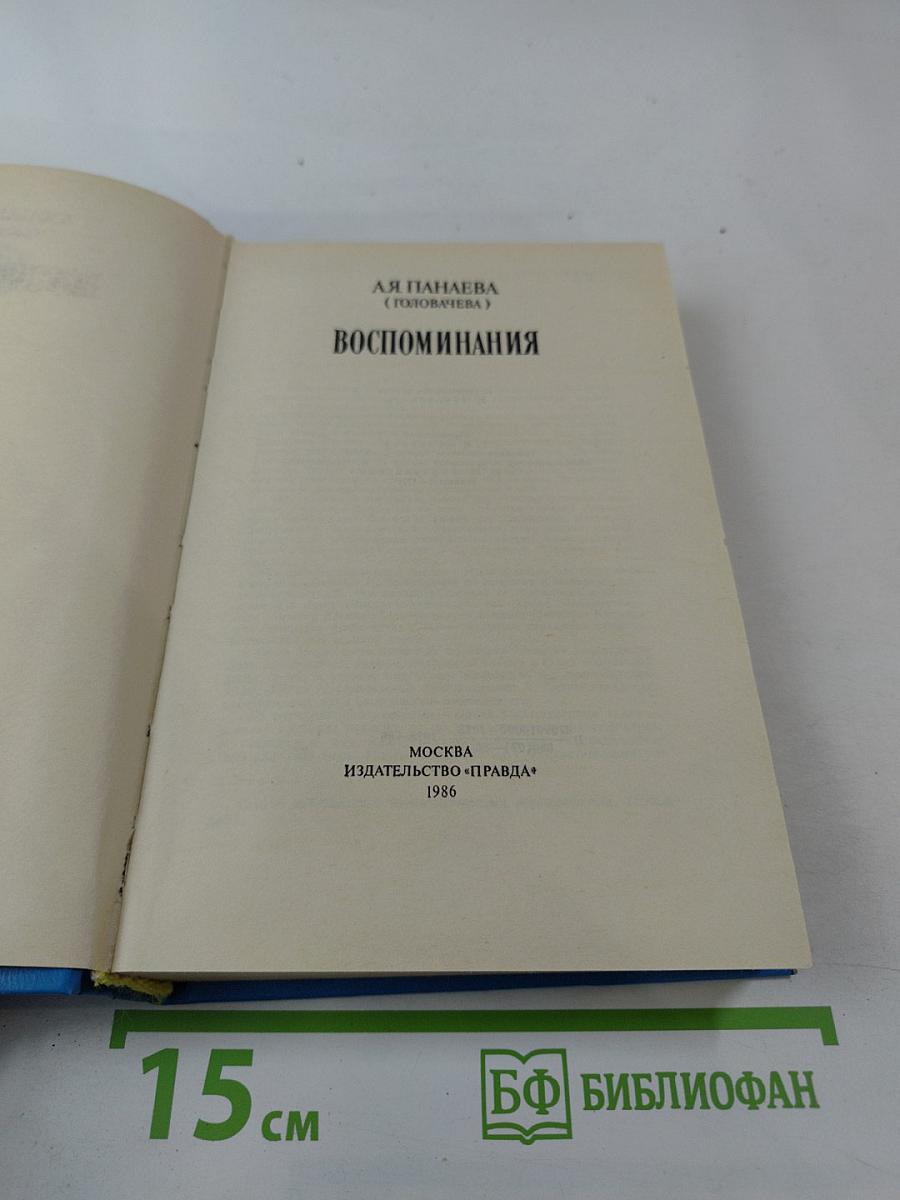 А.Я. ПАНАЕВА
(ГОЛОВАЧЕВА)
ВОСПОМИНАНИЯ
МОСКВА
ИЗДАТЕЛЬСТВО «ПРАВДА»
1986
15 см
БФ БИБЛИОФАН